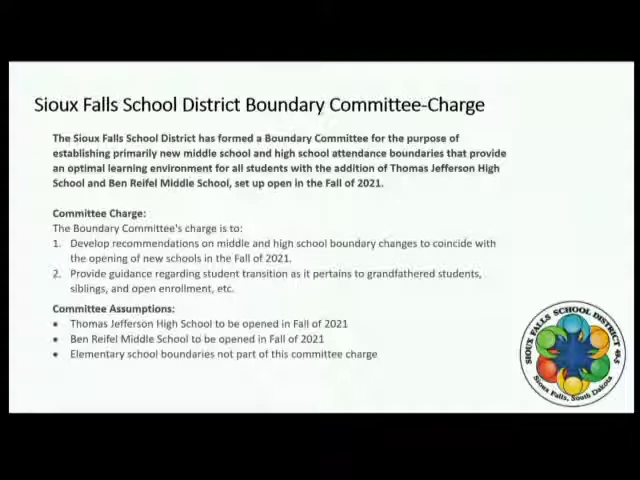 Sioux Falls School District Boundary Committee-Charge
The Sioux Falls School District has formed a Boundary Committee for the purpose of
establishing primarily new middle school and high school attendance boundaries that provide
an optimal learning environment for all students with the addition of Thomas Jefferson High
School and Ben Reifel Middle School, set up open in the Fall of 2021.
Committee Charge:
The Boundary Committee's charge is to:
1. Develop recommendations on middle and high school boundary changes to coincide with
the opening of new schools in the Fall of 2021.
2. Provide guidance regarding student transition as it pertains to grandfathered students,
siblings, and open enrollment, etc.
Committee Assumptions:
• Thomas Jefferson High School to be opened in Fall of 2021
• Ben Reifel Middle School to be opened in Fall of 2021
• Elementary school boundaries not part of this committee charge
SIOUX FALLS SCHOOL DISTRICT 49-5
Sioux Falls, South Dakota